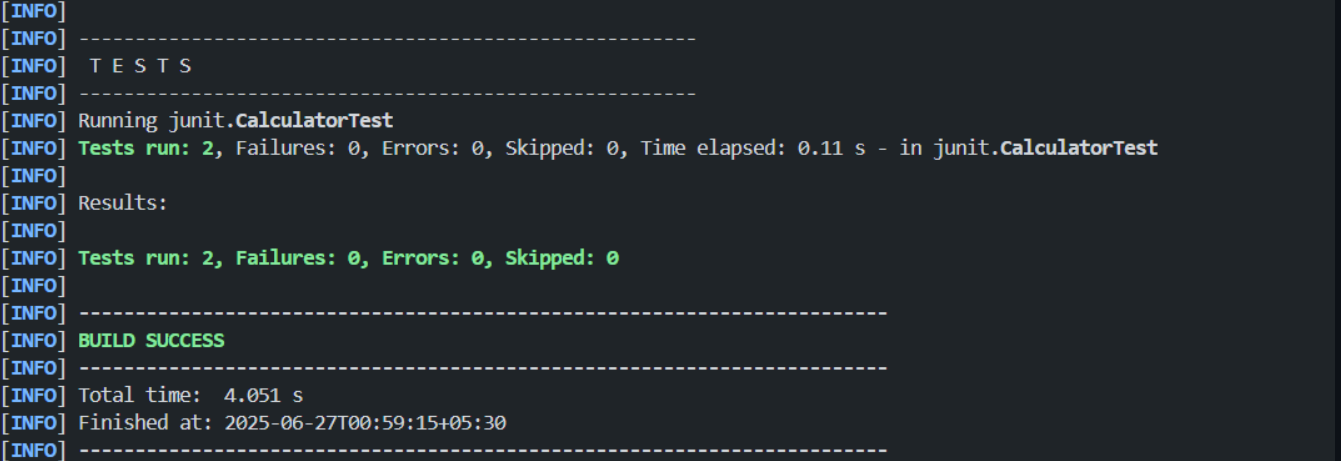 [INFO]
[INFO] -------------------------------------------------------
[INFO]  T E S T S
[INFO] -------------------------------------------------------
[INFO] Running junit.CalculatorTest
[INFO] Tests run: 2, Failures: 0, Errors: 0, Skipped: 0, Time elapsed: 0.11 s - in junit.CalculatorTest
[INFO]
[INFO] Results:
[INFO]
[INFO] Tests run: 2, Failures: 0, Errors: 0, Skipped: 0
[INFO]
[INFO] ------------------------------------------------------------------------
[INFO] BUILD SUCCESS
[INFO] ------------------------------------------------------------------------
[INFO] Total time:  4.051 s
[INFO] Finished at: 2025-06-27T00:59:15+05:30
[INFO] ------------------------------------------------------------------------